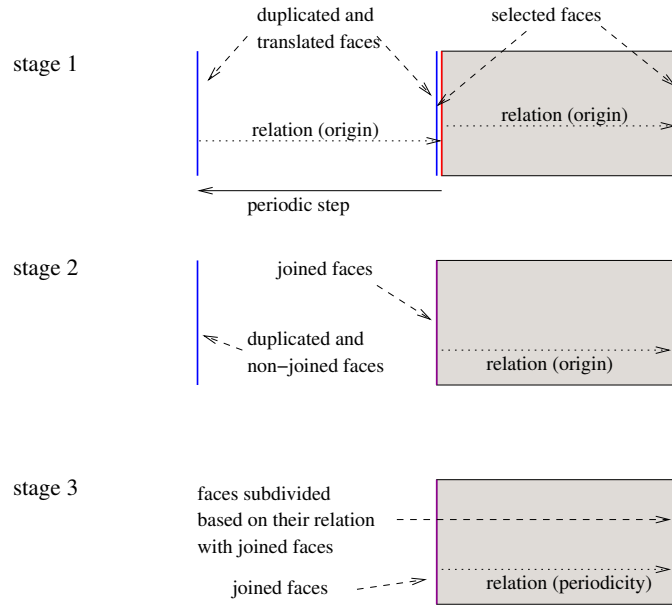 duplicated and
translated faces
selected faces
stage 1
relation (origin)
relation (origin)
periodic step
stage 2
joined faces
duplicated and
non−joined faces
relation (origin)
stage 3
faces subdivided
based on their relation
with joined faces
joined faces
relation (periodicity)